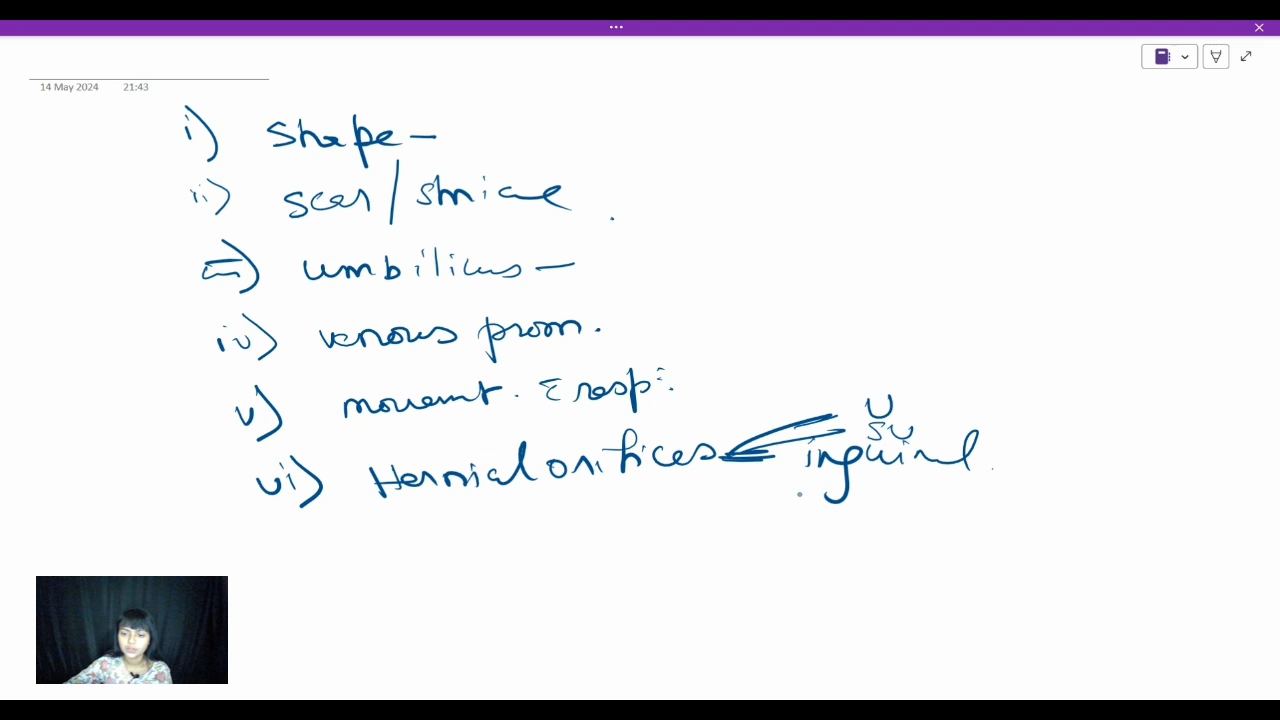 14 May 2024 21:43
i) Shape —
ii) scar / striae
iii) umbilicus —
iv) venous prom.
v) movement. c resp
U
SU
vi) Hernial orifices inguinal